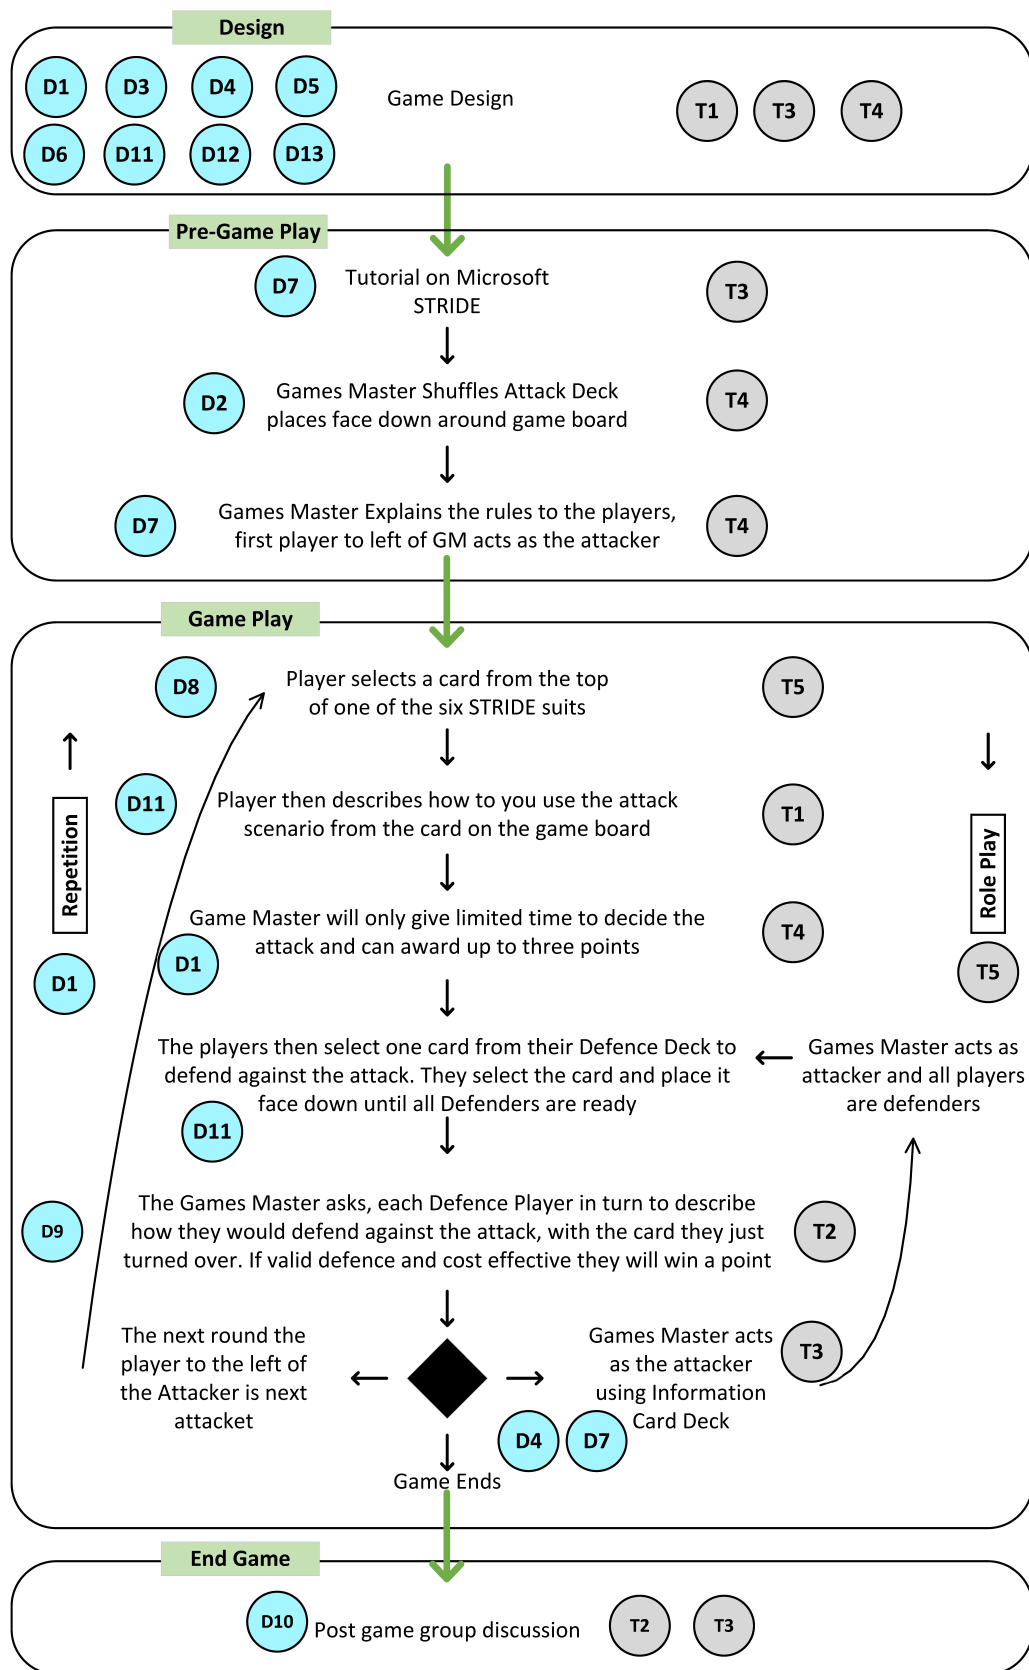 Design
D1
D3
D4
D5
Game Design
T1
T3
T4
D6
D11
D12
D13
Pre-Game Play
D7
Tutorial on Microsoft
STRIDE
T3
D2
Games Master Shuffles Attack Deck
places face down around game board
T4
D7
Games Master Explains the rules to the players,
first player to left of GM acts as the attacker
T4
Game Play
D8
Player selects a card from the top
of one of the six STRIDE suits
T5
D11
Player then describes how to you use the attack
scenario from the card on the game board
T1
Repetition
Role Play
Game Master will only give limited time to decide the
attack and can award up to three points
T4
D1
D1
T5
The players then select one card from their Defence Deck to
defend against the attack. They select the card and place it
face down until all Defenders are ready
Games Master acts as
attacker and all players
are defenders
D11
D9
The Games Master asks, each Defence Player in turn to describe
how they would defend against the attack, with the card they just
turned over. If valid defence and cost effective they will win a point
T2
The next round the
player to the left of
the Attacker is next
attacket
Games Master acts
as the attacker
using Information
Card Deck
T3
D4
D7
Game Ends
End Game
D10
Post game group discussion
T2
T3